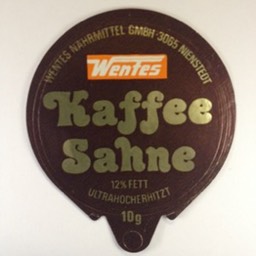 WENTES NÄHRMITTEL GMBH·3065 NIENSTEDT
Wentes
Kaffee
Sahne
12% FETT
ULTRAHOCHERHITZT
10g